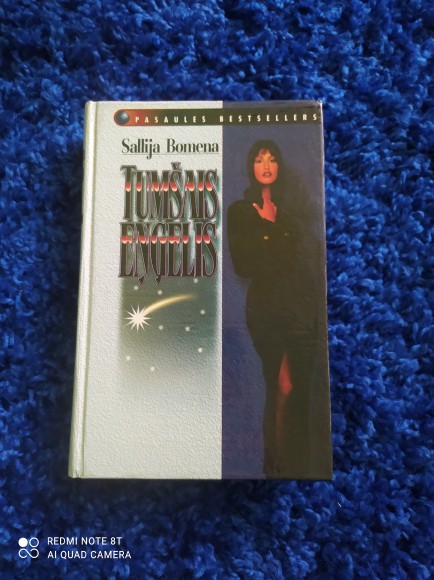 PASAULES BESTSELLERS
Sallija Bomena
TUMŠAIS
EŅĢELIS
REDMI NOTE 8T
AI QUAD CAMERA